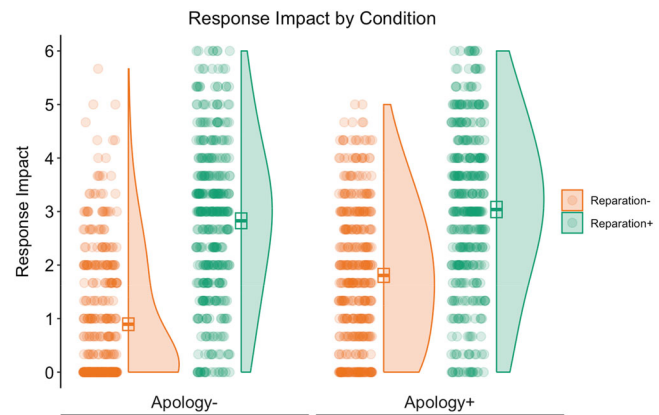 Response Impact by Condition
6
5
4
3
2
1
0
Response Impact
Reparation-
Reparation+
Apology-
Apology+